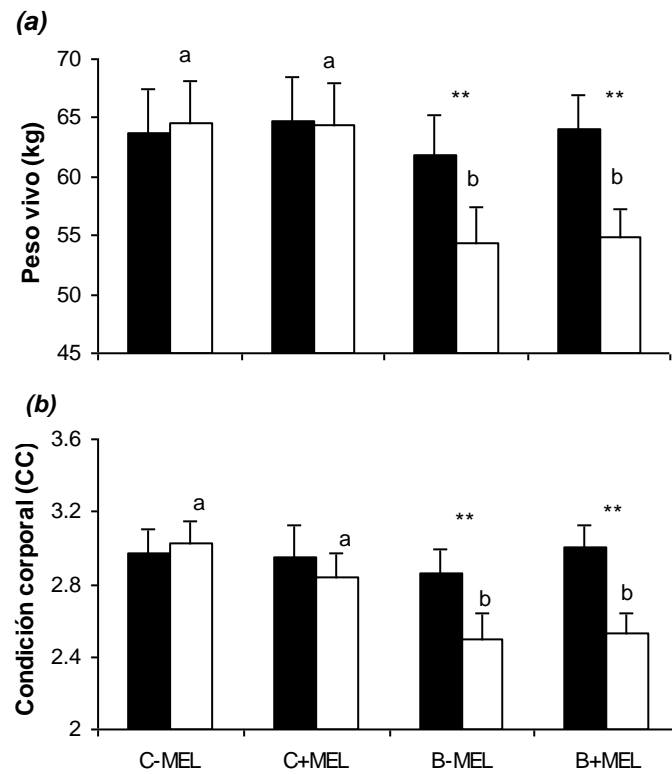 (a)
70
65
60
55
50
45
Peso vivo (kg)
a
a
**
b
**
b
(b)
3.6
3.2
2.8
2.4
2
Condición corporal (CC)
a
a
**
b
**
b
C-MEL C+MEL B-MEL B+MEL